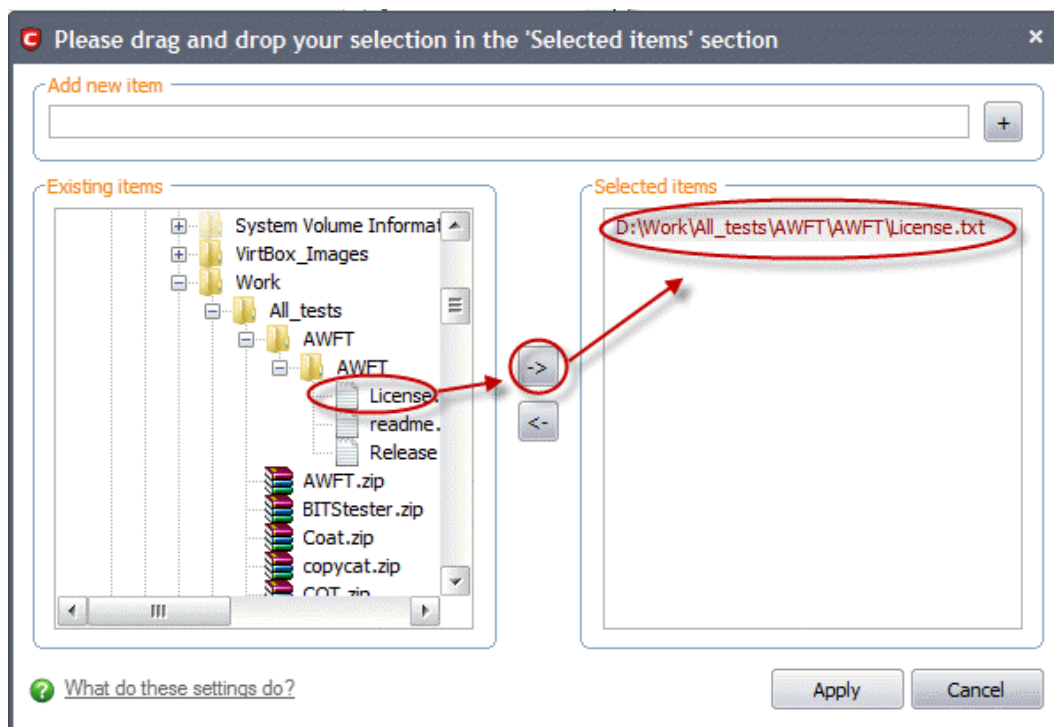 Please drag and drop your selection in the 'Selected items' section
Add new item
+
Existing items
System Volume Informat
VirtBox_Images
Work
All_tests
AWFT
AWFT
License.
readme.
Release
AWFT.zip
BITStester.zip
Coat.zip
copycat.zip
COT.zip
->
<-
Selected items
D:\Work\All_tests\AWFT\AWFT\License.txt
What do these settings do?
Apply
Cancel